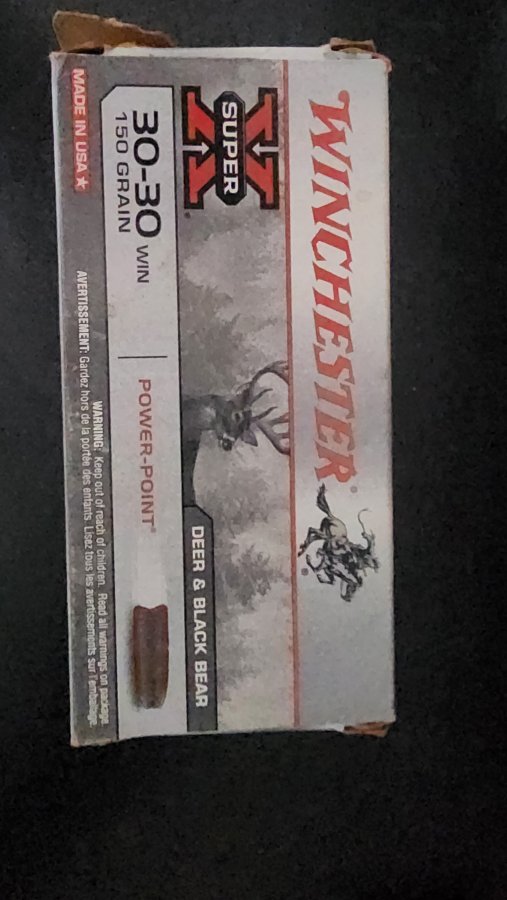 WINCHESTER®
®
SUPER X®
DEER & BLACK BEAR
30-30 WIN
150 GRAIN
POWER-POINT®
MADE IN USA ★
WARNING: Keep out of reach of children. Read all warnings on package.
AVERTISSEMENT: Gardez hors de la portée des enfants. Lisez tous les avertissements sur l'emballage.